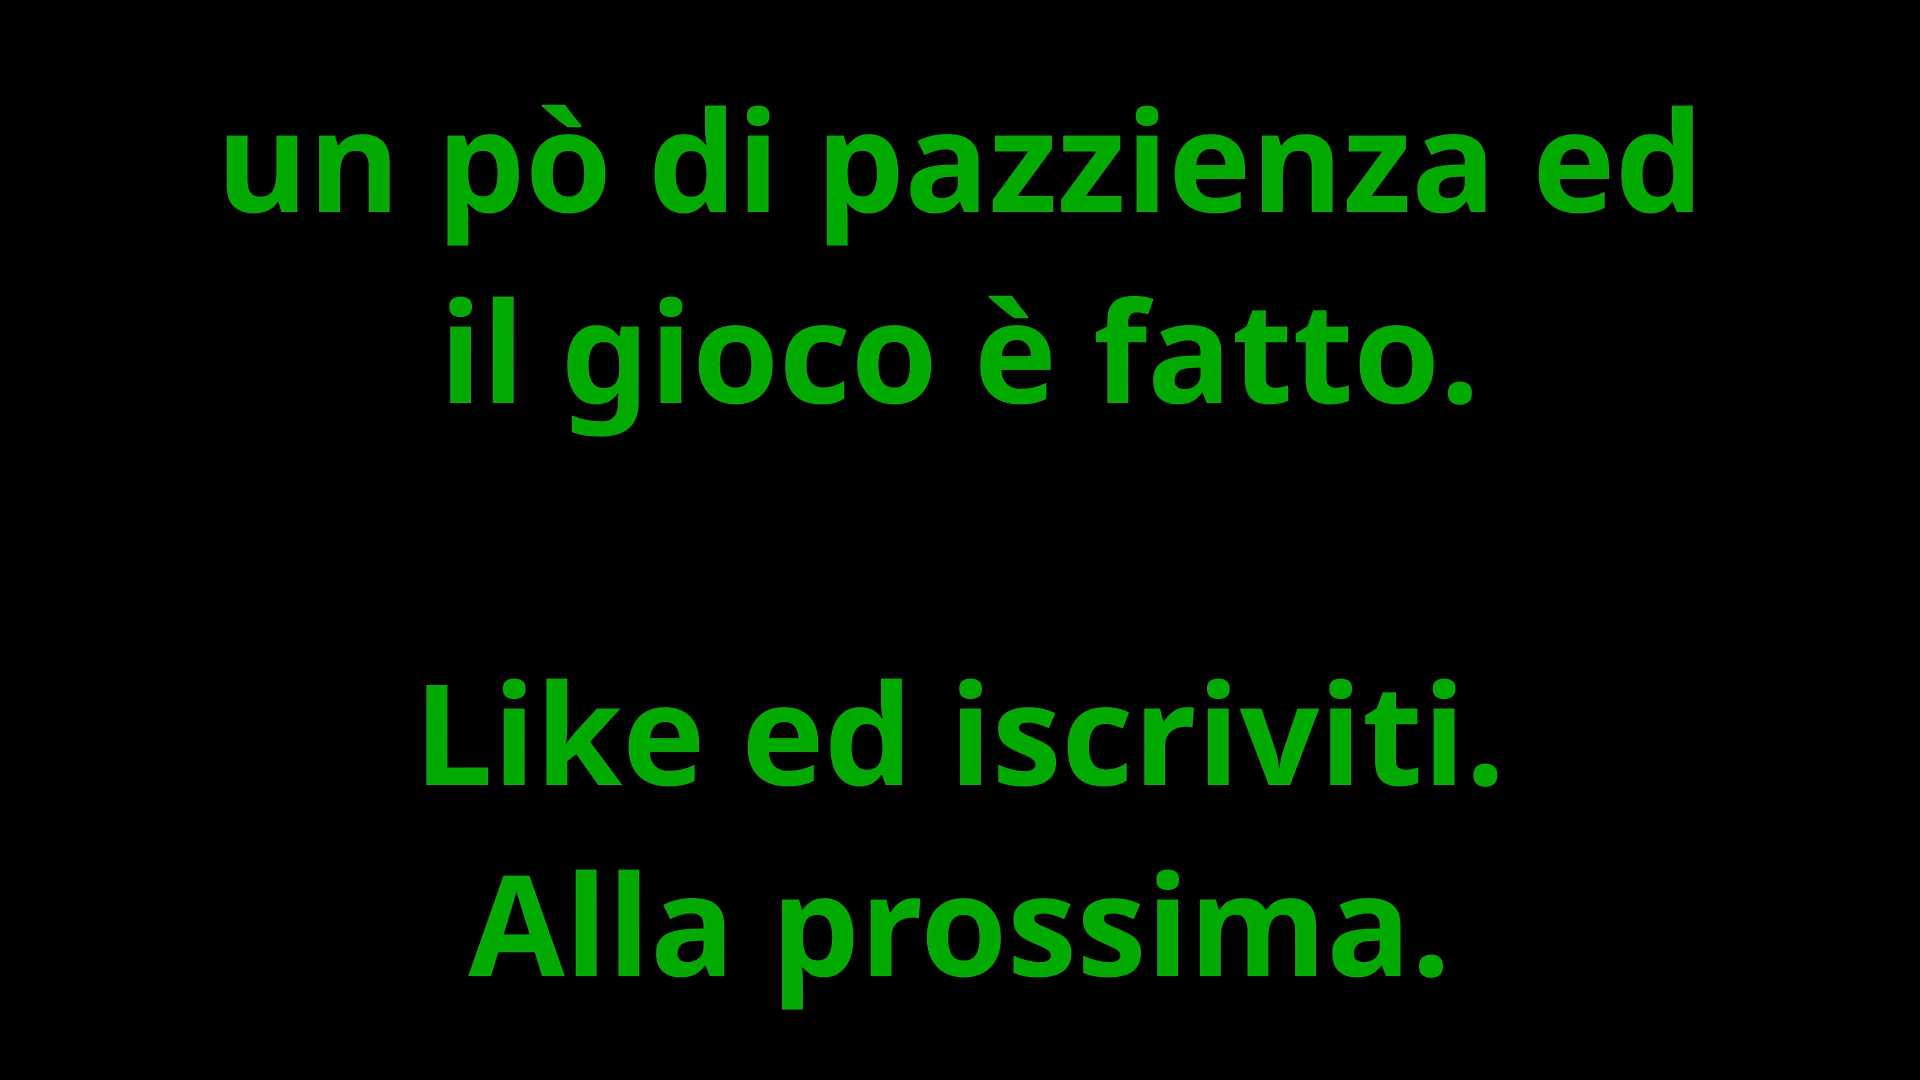 un pò di pazzienza ed
il gioco è fatto.
Like ed iscriviti.
Alla prossima.